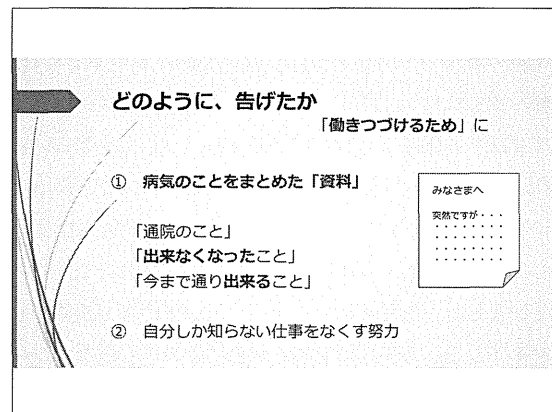 どのように、告げたか
「働きつづけるため」に
① 病気のことをまとめた「資料」
みなさまへ
突然ですが・・・
「通院のこと」
「出来なくなったこと」
「今まで通り出来ること」
② 自分しか知らない仕事をなくす努力